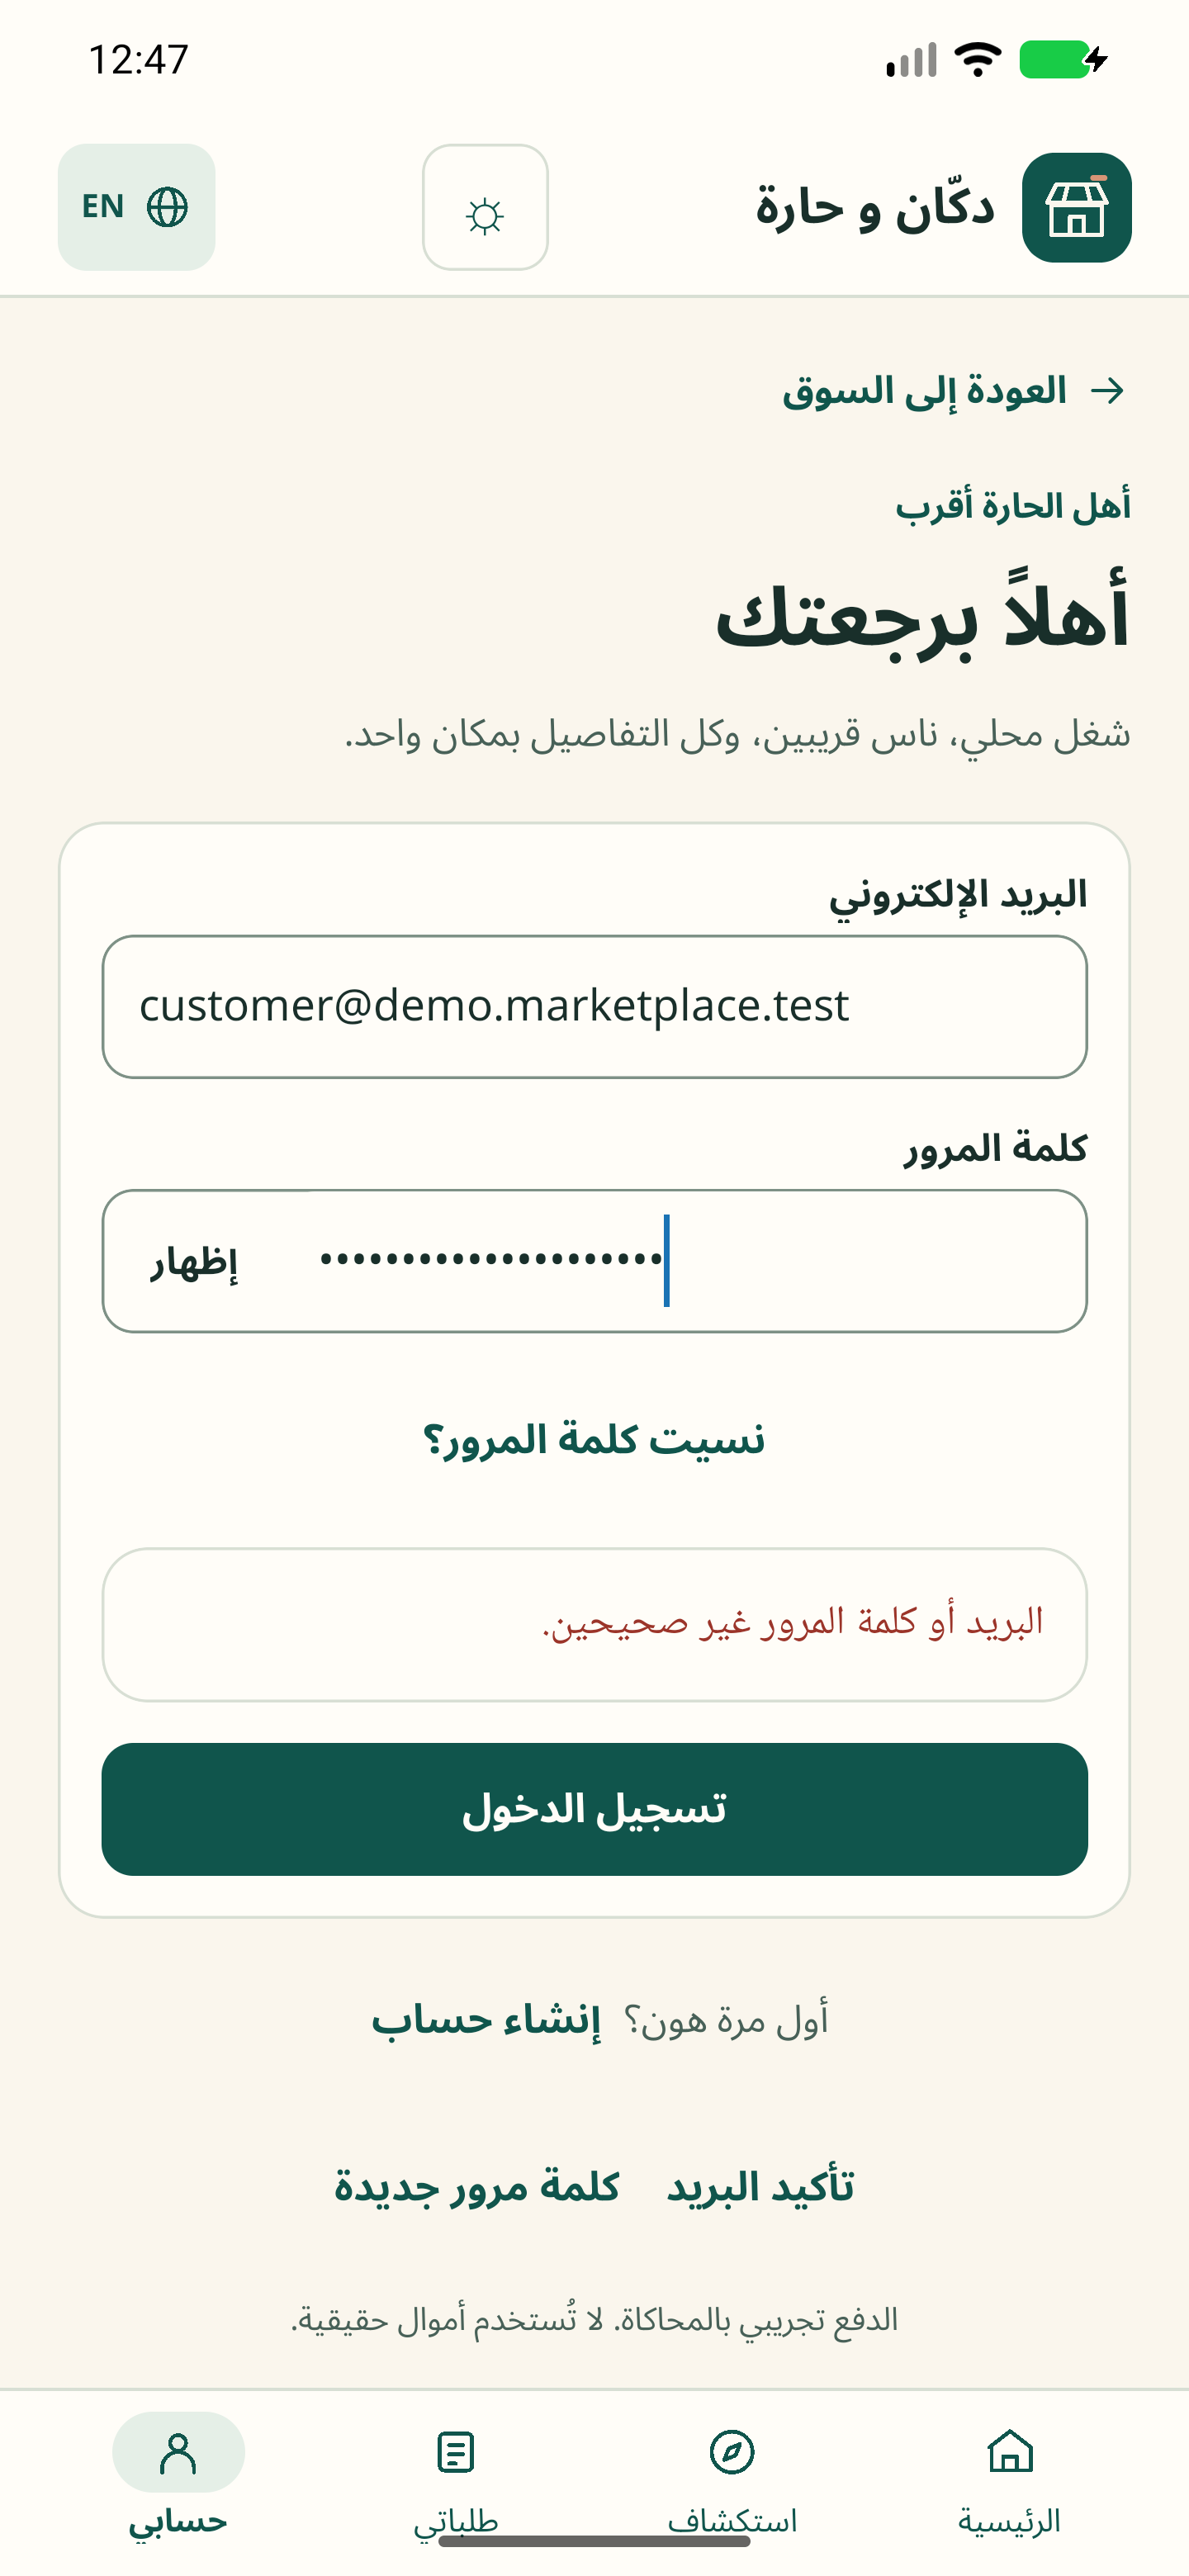 12:47
دكّان و حارة
EN
العودة إلى السوق
أهل الحارة أقرب
أهلاً برجعتك
شغل محلي، ناس قريبين، وكل التفاصيل بمكان واحد.
البريد الإلكتروني
customer@demo.marketplace.test
كلمة المرور
إظهار
نسيت كلمة المرور؟
البريد أو كلمة المرور غير صحيحين.
تسجيل الدخول
أول مرة هون؟ إنشاء حساب
تأكيد البريد كلمة مرور جديدة
الدفع تجريبي بالمحاكاة. لا تُستخدم أموال حقيقية.
الرئيسية استكشاف طلباتي حسابي